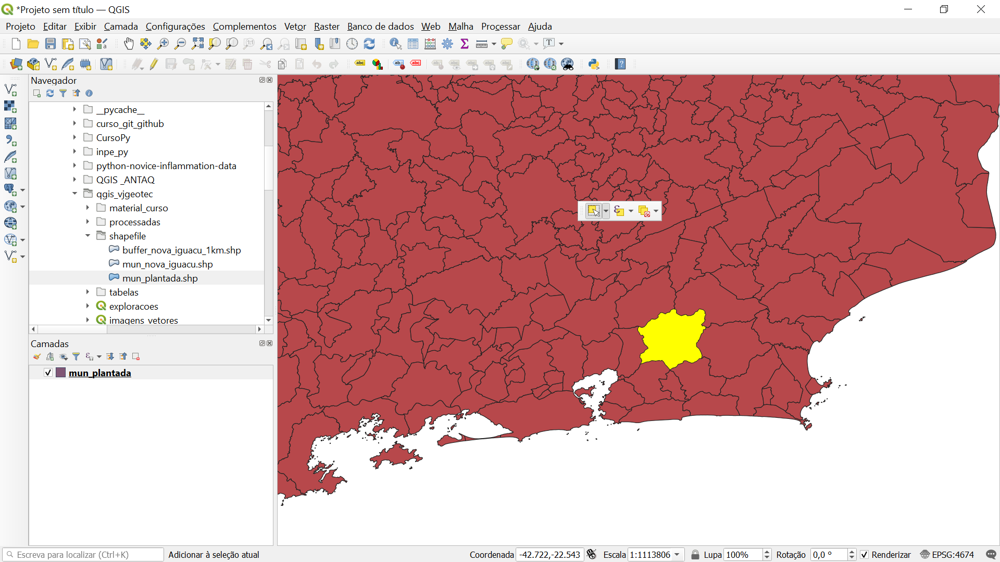 *Projeto sem título — QGIS
Projeto Editar Exibir Camada Configurações Complementos Vetor Raster Banco de dados Web Malha Processar Ajuda
Navegador
__pycache__
curso_git_github
CursoPy
inpe_py
python-novice-inflammation-data
QGIS _ANTAQ
qgis_vjgeotec
material_curso
processadas
shapefile
buffer_nova_iguacu_1km.shp
mun_nova_iguacu.shp
mun_plantada.shp
tabelas
exploracoes
imagens vetores
Camadas
mun_plantada
Escreva para localizar (Ctrl+K) Adicionar à seleção atual Coordenada -42.722,-22.543 Escala 1:1113806 Lupa 100% Rotação 0,0 ° Renderizar EPSG:4674